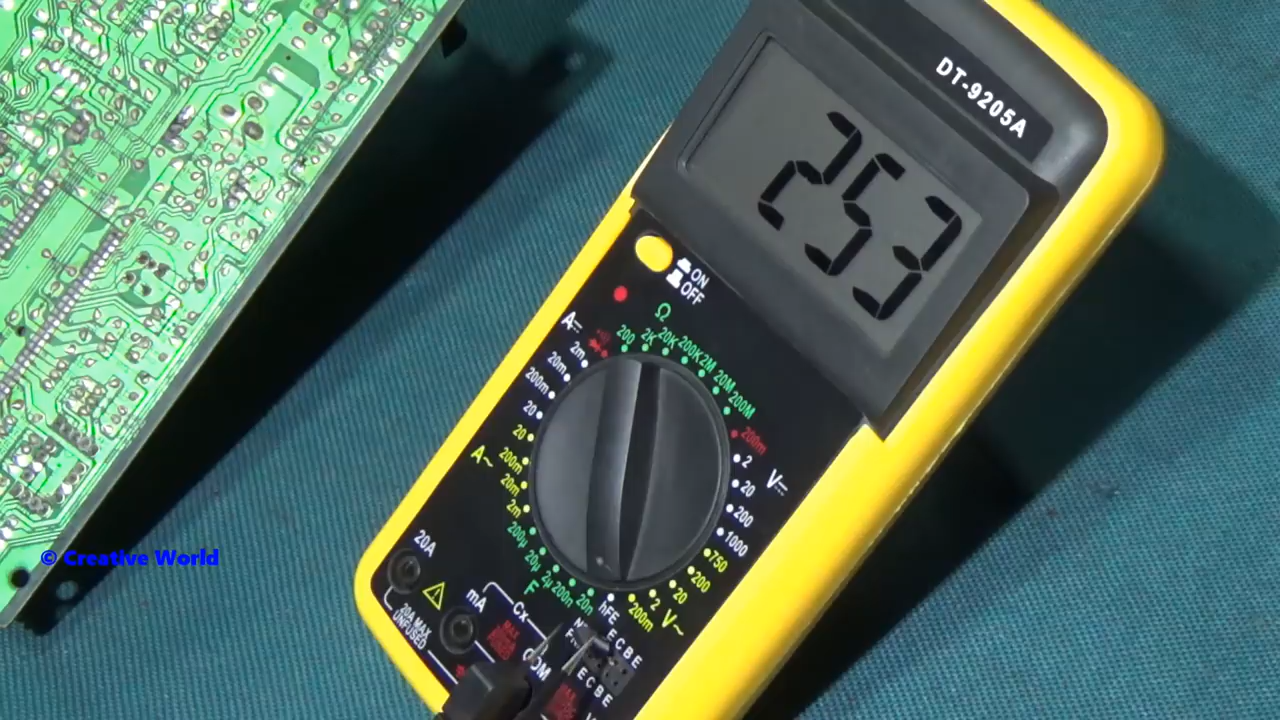 DT-9205A
253
ON
OFF
Ω
200
2K
20K
200K
2M
20M
200M
A⎓
2m
20m
200m
20
A~
20
200m
20m
2m
F
200µ
20µ
2µ
200n
20n
hFE
200m
2
20
200
1000
V⎓
200m
2
20
200
750
V~
20A
20A MAX
UNFUSED
mA
Cx
COM
MAX
E C B E
E C B E
© Creative World